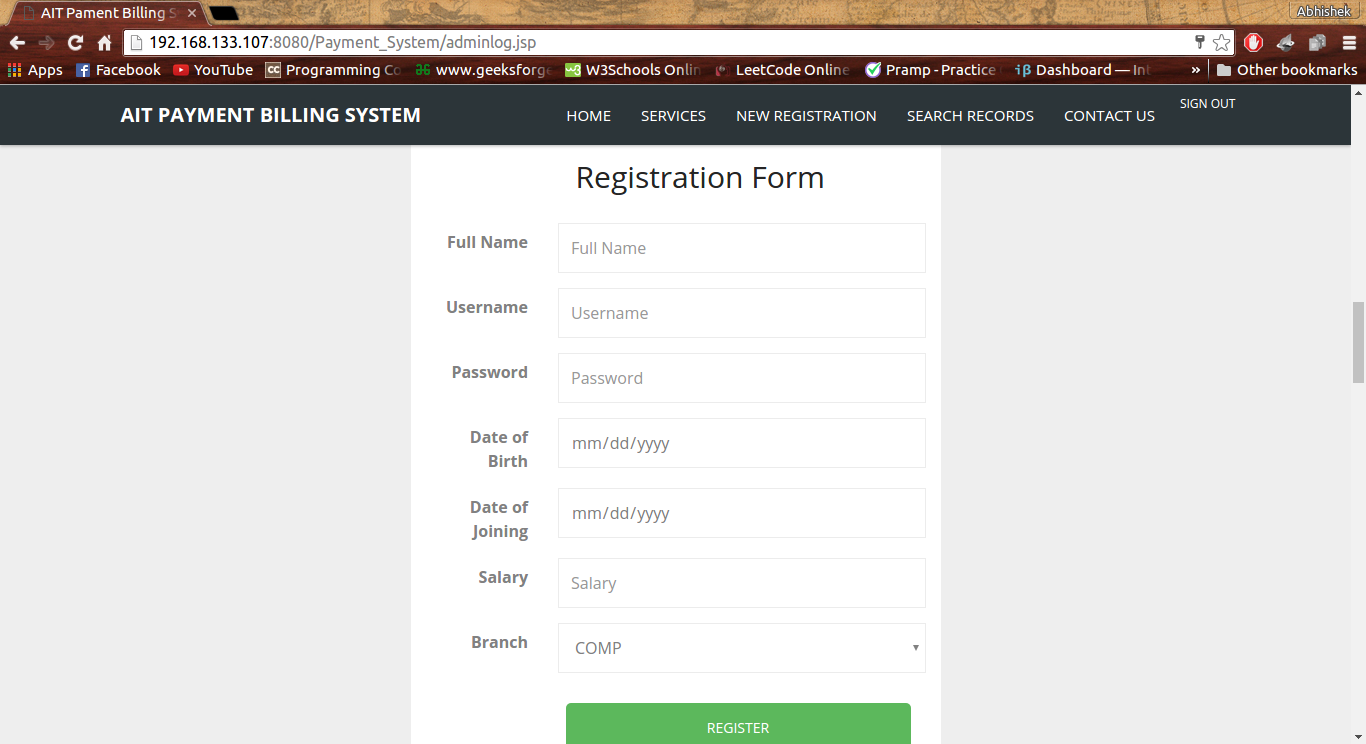 AIT Pament Billing S
Abhishek
192.168.133.107:8080/Payment_System/adminlog.jsp
Apps Facebook YouTube CC Programming Co www.geeksforge W3Schools Onlin LeetCode Online Pramp - Practice iβ Dashboard — Int » Other bookmarks
AIT PAYMENT BILLING SYSTEM HOME SERVICES NEW REGISTRATION SEARCH RECORDS CONTACT US SIGN OUT
Registration Form
Full Name Full Name
Username Username
Password Password
Date of
Birth mm/dd/yyyy
Date of
Joining mm/dd/yyyy
Salary Salary
Branch COMP
REGISTER